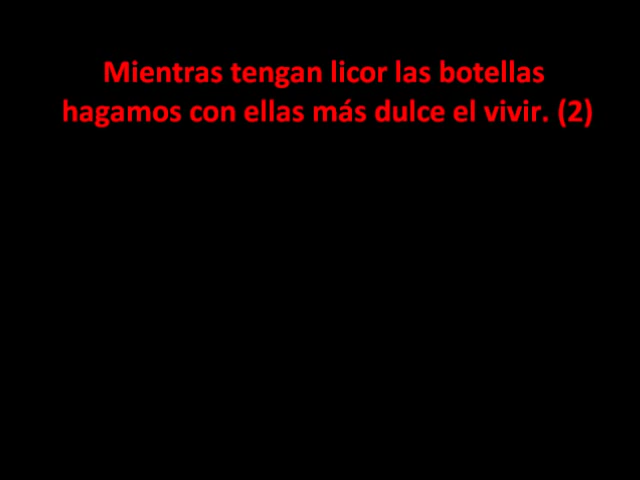 Mientras tengan licor las botellas
hagamos con ellas más dulce el vivir. (2)